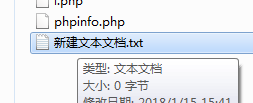 phpinfo.php
新建文本文档.txt
类型: 文本文档
大小: 0 字节
修改日期: 2018/1/15 15:41